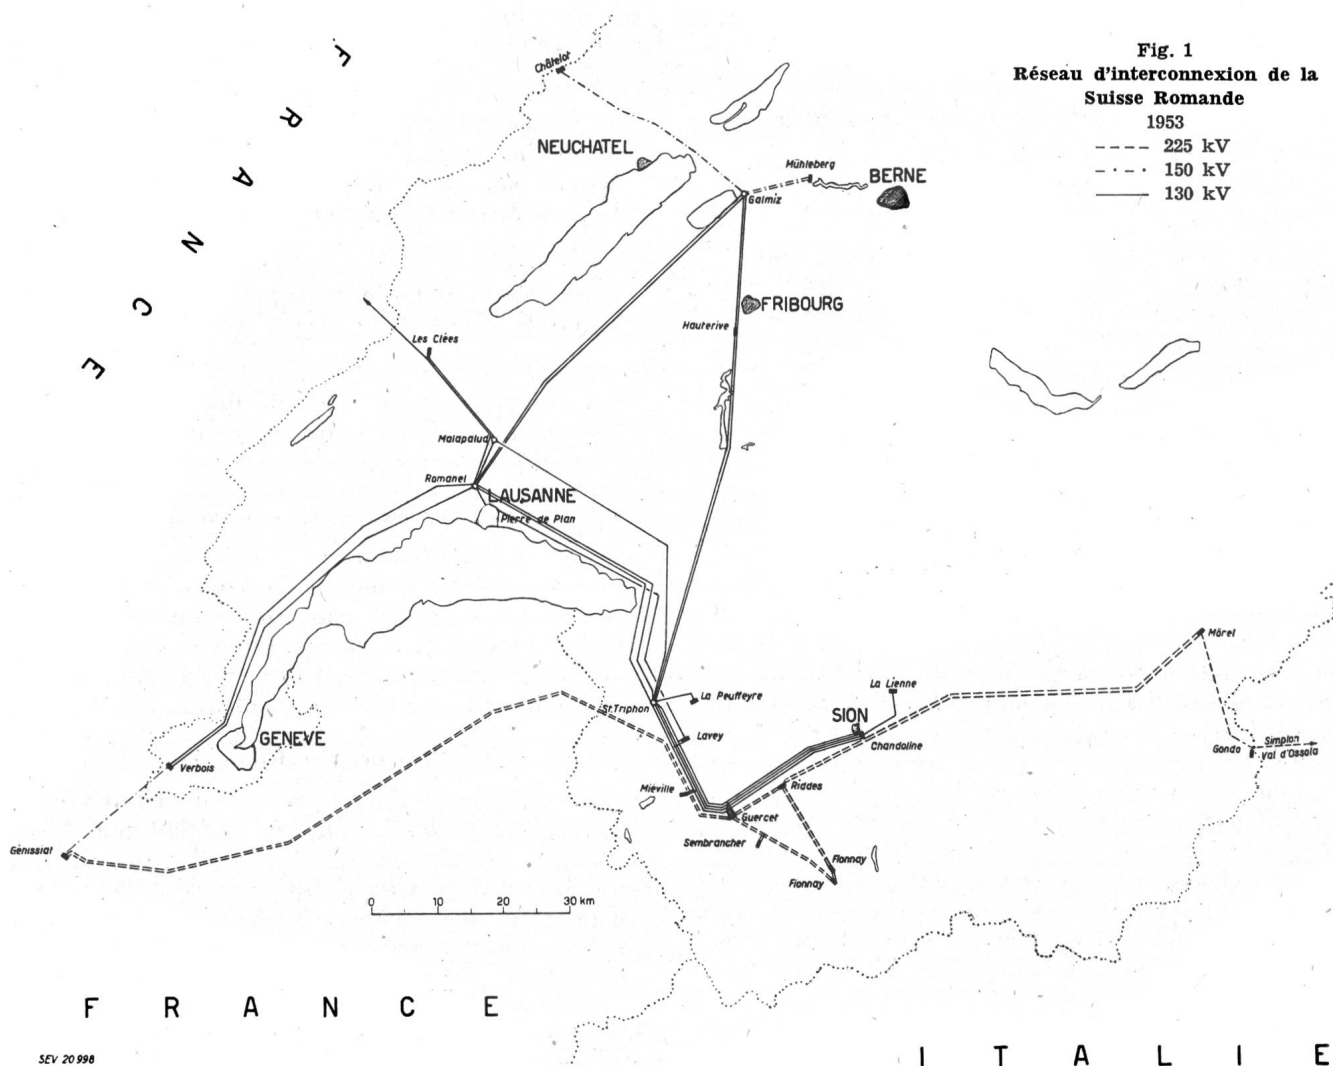 Fig. 1
Réseau d'interconnexion de la
Suisse Romande
1953
225 kV
150 kV
130 kV
F R A N C E
Châtelot
NEUCHATEL
Mühleberg
BERNE
Galmiz
FRIBOURG
Hauterive
Les Clées
Malapalud
Romanel
LAUSANNE
Pierre de Plan
Mörel
La Lienne
La Peuffeyre
St.Triphon
SION
Lavey
Chandoline
GENEVE
Simplon
Gondo
Val d'Ossola
Verbois
Miéville
Riddes
Guercet
Sembrancher
Génissiat
Fionnay
Fionnay
0 10 20 30 km
F R A N C E
SEV 20998
I T A L I E